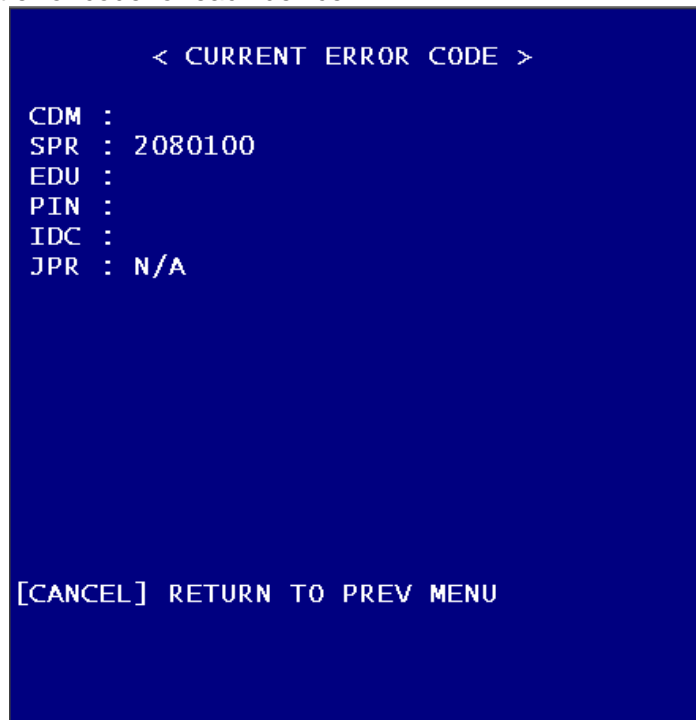 < CURRENT ERROR CODE >
CDM :
SPR : 2080100
EDU :
PIN :
IDC :
JPR : N/A
[CANCEL] RETURN TO PREV MENU